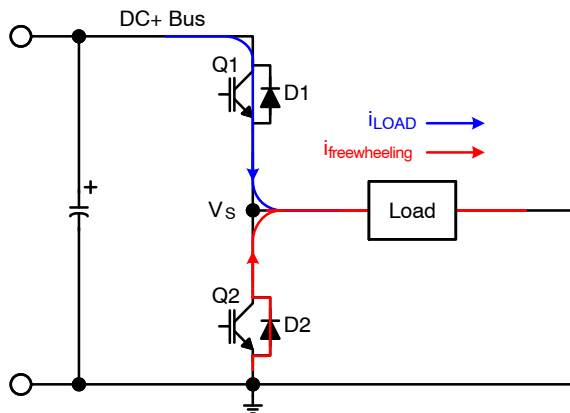 DC+ Bus
Q1
D1
iLOAD
ifreewheeling
+
VS
Load
Q2
D2